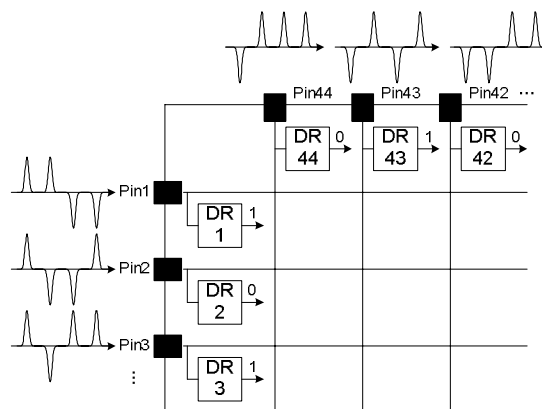 Pin44 Pin43 Pin42 ...
DR 44 0 DR 43 1 DR 42 0
Pin1
DR 1 1
Pin2
DR 2 0
Pin3
DR 3 1
...